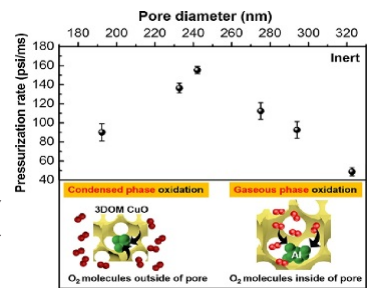 Pore diameter (nm)
180 200 220 240 260 280 300 320
Pressurization rate (psi/ms)
180
160
140
120
100
80
60
40
Inert
Condensed phase oxidation
Gaseous phase oxidation
3DOM CuO
Al
O₂ molecules outside of pore
O₂ molecules inside of pore